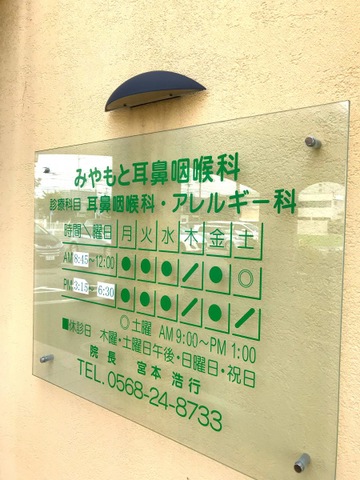 みやもと耳鼻咽喉科
診療科目 耳鼻咽喉科・アレルギー科
時間＼曜日 月 火 水 木 金 土
AM 8:45~12:00 ● ● ● / ● ◎
PM 3:15~6:30 ● ● ● / ● /
◎土曜 AM 9:00~PM 1:00
■休診日 木曜・土曜日午後・日曜日・祝日
院長 宮本 浩行
TEL.0568-24-8733